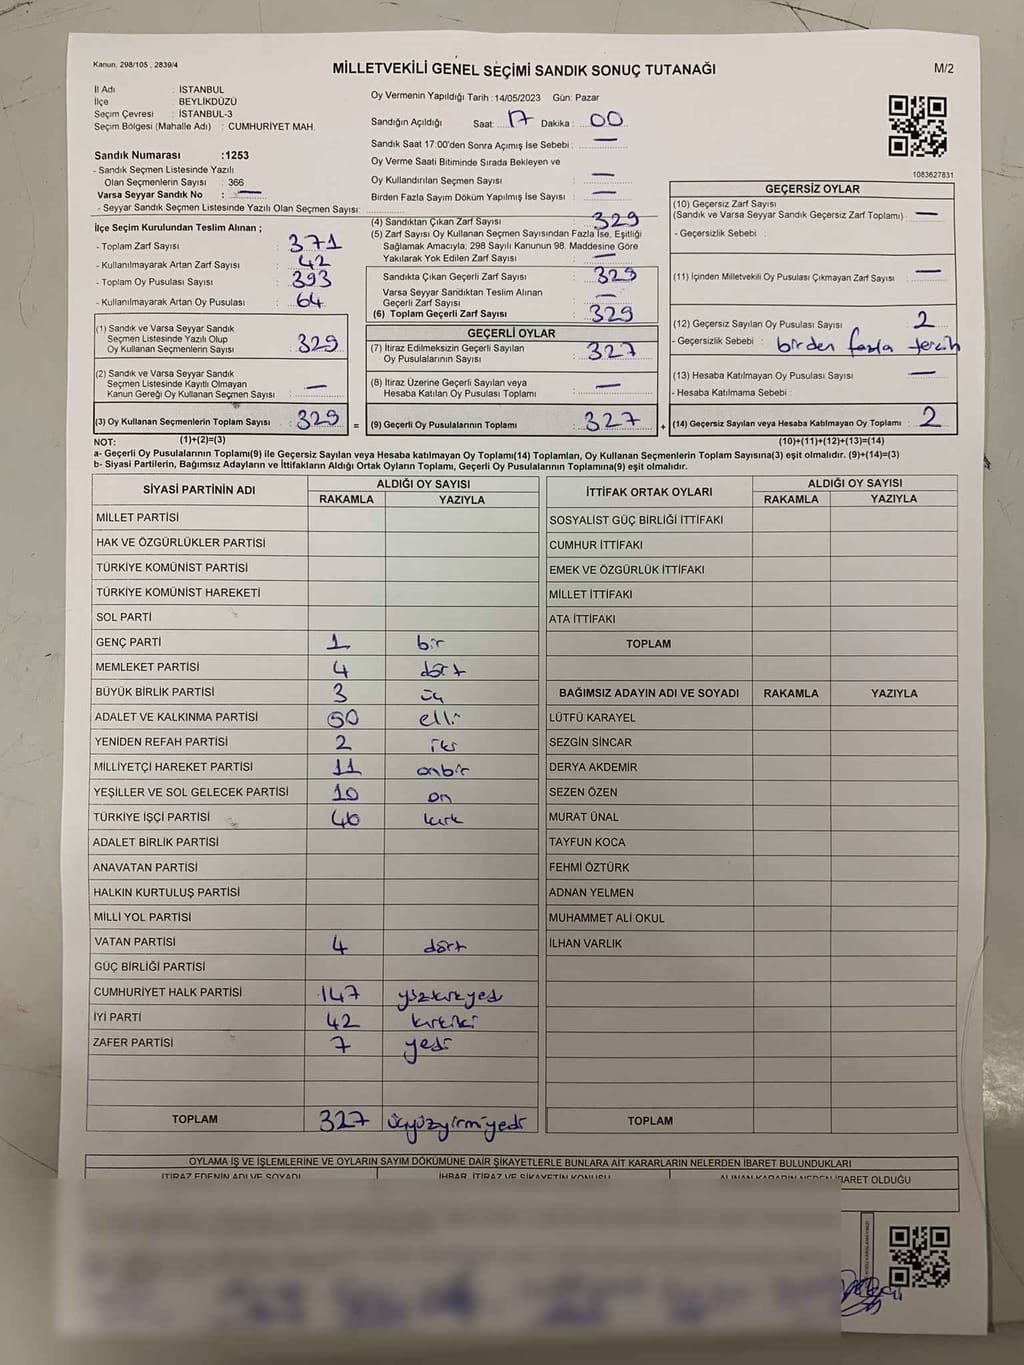 Kanun, 298/105 , 2839/4
MİLLETVEKİLİ GENEL SEÇİMİ SANDIK SONUÇ TUTANAĞI
M/2
İl Adı : İSTANBUL
İlçe : BEYLİKDÜZÜ
Seçim Çevresi : İSTANBUL-3
Seçim Bölgesi (Mahalle Adı) : CUMHURİYET MAH.
Sandık Numarası :1253
- Sandık Seçmen Listesinde Yazılı
Olan Seçmenlerin Sayısı : 366
Varsa Seyyar Sandık No : —
- Seyyar Sandık Seçmen Listesinde Yazılı Olan Seçmen Sayısı:
Oy Vermenin Yapıldığı Tarih :14/05/2023 Gün: Pazar
Sandığın Açıldığı Saat: 17 Dakika : 00
Sandık Saat 17:00'den Sonra Açımış İse Sebebi : —
Oy Verme Saati Bitiminde Sırada Bekleyen ve
Oy Kullandırılan Seçmen Sayısı : —
Birden Fazla Sayım Döküm Yapılmış İse Sayısı : —
1083627831
İlçe Seçim Kurulundan Teslim Alınan ;
- Toplam Zarf Sayısı : 371
- Kullanılmayarak Artan Zarf Sayısı : 42
- Toplam Oy Pusulası Sayısı : 393
- Kullanılmayarak Artan Oy Pusulası : 64
(1) Sandık ve Varsa Seyyar Sandık
Seçmen Listesinde Yazılı Olup
Oy Kullanan Seçmenlerin Sayısı : 329
(2) Sandık ve Varsa Seyyar Sandık
Seçmen Listesinde Kayıtlı Olmayan
Kanun Gereği Oy Kullanan Seçmen Sayısı : —
(3) Oy Kullanan Seçmenlerin Toplam Sayısı : 329 =
(4) Sandıktan Çıkan Zarf Sayısı : 329
(5) Zarf Sayısı Oy Kullanan Seçmen Sayısından Fazla İse, Eşitliği
Sağlamak Amacıyla; 298 Sayılı Kanunun 98. Maddesine Göre
Yakılarak Yok Edilen Zarf Sayısı : —
Sandıkta Çıkan Geçerli Zarf Sayısı : 329
Varsa Seyyar Sandıktan Teslim Alınan
Geçerli Zarf Sayısı : —
(6) Toplam Geçerli Zarf Sayısı : 329
GEÇERLİ OYLAR
(7) İtiraz Edilmeksizin Geçerli Sayılan
Oy Pusulalarının Sayısı : 327
(8) İtiraz Üzerine Geçerli Sayılan veya
Hesaba Katılan Oy Pusulası Toplamı : —
(9) Geçerli Oy Pusulalarının Toplamı : 327 +
GEÇERSİZ OYLAR
(10) Geçersiz Zarf Sayısı
(Sandık ve Varsa Seyyar Sandık Geçersiz Zarf Toplamı) : —
- Geçersizlik Sebebi :
(11) İçinden Milletvekili Oy Pusulası Çıkmayan Zarf Sayısı : —
(12) Geçersiz Sayılan Oy Pusulası Sayısı : 2
- Geçersizlik Sebebi : birden fazla tercih
(13) Hesaba Katılmayan Oy Pusulası Sayısı : —
- Hesaba Katılmama Sebebi :
(14) Geçersiz Sayılan veya Hesaba Katılmayan Oy Toplamı : 2
NOT: (1)+(2)=(3)
(10)+(11)+(12)+(13)=(14)
a- Geçerli Oy Pusulalarının Toplamı(9) ile Geçersiz Sayılan veya Hesaba Katılmayan Oy Toplamı(14) Toplamları, Oy Kullanan Seçmenlerin Toplam Sayısına(3) eşit olmalıdır. (9)+(14)=(3)
b- Siyasi Partilerin, Bağımsız Adayların ve İttifakların Aldığı Ortak Oyların Toplamı, Geçerli Oy Pusulalarının Toplamına(9) eşit olmalıdır.
SİYASİ PARTİNİN ADI
ALDIĞI OY SAYISI
RAKAMLA YAZIYLA
MİLLET PARTİSİ
HAK VE ÖZGÜRLÜKLER PARTİSİ
TÜRKİYE KOMÜNİST PARTİSİ
TÜRKİYE KOMÜNİST HAREKETİ
SOL PARTİ
GENÇ PARTİ 1 bir
MEMLEKET PARTİSİ 4 dört
BÜYÜK BİRLİK PARTİSİ 3 üç
ADALET VE KALKINMA PARTİSİ 50 elli
YENİDEN REFAH PARTİSİ 2 iki
MİLLİYETÇİ HAREKET PARTİSİ 11 onbir
YEŞİLLER VE SOL GELECEK PARTİSİ 10 on
TÜRKİYE İŞÇİ PARTİSİ 46 kırk
ADALET BİRLİK PARTİSİ
ANAVATAN PARTİSİ
HALKIN KURTULUŞ PARTİSİ
MİLLİ YOL PARTİSİ
VATAN PARTİSİ 4 dört
GÜÇ BİRLİĞİ PARTİSİ
CUMHURİYET HALK PARTİSİ 147 yüzkırkyedi
İYİ PARTİ 42 kırkiki
ZAFER PARTİSİ 7 yedi
TOPLAM 327 üçyüzyirmiyedi
İTTİFAK ORTAK OYLARI
ALDIĞI OY SAYISI
RAKAMLA YAZIYLA
SOSYALİST GÜÇ BİRLİĞİ İTTİFAKI
CUMHUR İTTİFAKI
EMEK VE ÖZGÜRLÜK İTTİFAKI
MİLLET İTTİFAKI
ATA İTTİFAKI
TOPLAM
BAĞIMSIZ ADAYIN ADI VE SOYADI RAKAMLA YAZIYLA
LÜTFÜ KARAYEL
SEZGİN SİNCAR
DERYA AKDEMİR
SEZEN ÖZEN
MURAT ÜNAL
TAYFUN KOCA
FEHMİ ÖZTÜRK
ADNAN YELMEN
MUHAMMET ALİ OKUL
İLHAN VARLIK
TOPLAM
OYLAMA İŞ VE İŞLEMLERİNE VE OYLARIN SAYIM DÖKÜMÜNE DAİR ŞİKAYETLERLE BUNLARA AİT KARARLARIN NELERDEN İBARET BULUNDUKLARI
İTİRAZ EDENİN ADI VE SOYADI İHBAR, İTİRAZ VE ŞİKAYETİN KONUSU ALINAN KARARIN NEDEN İBARET OLDUĞU